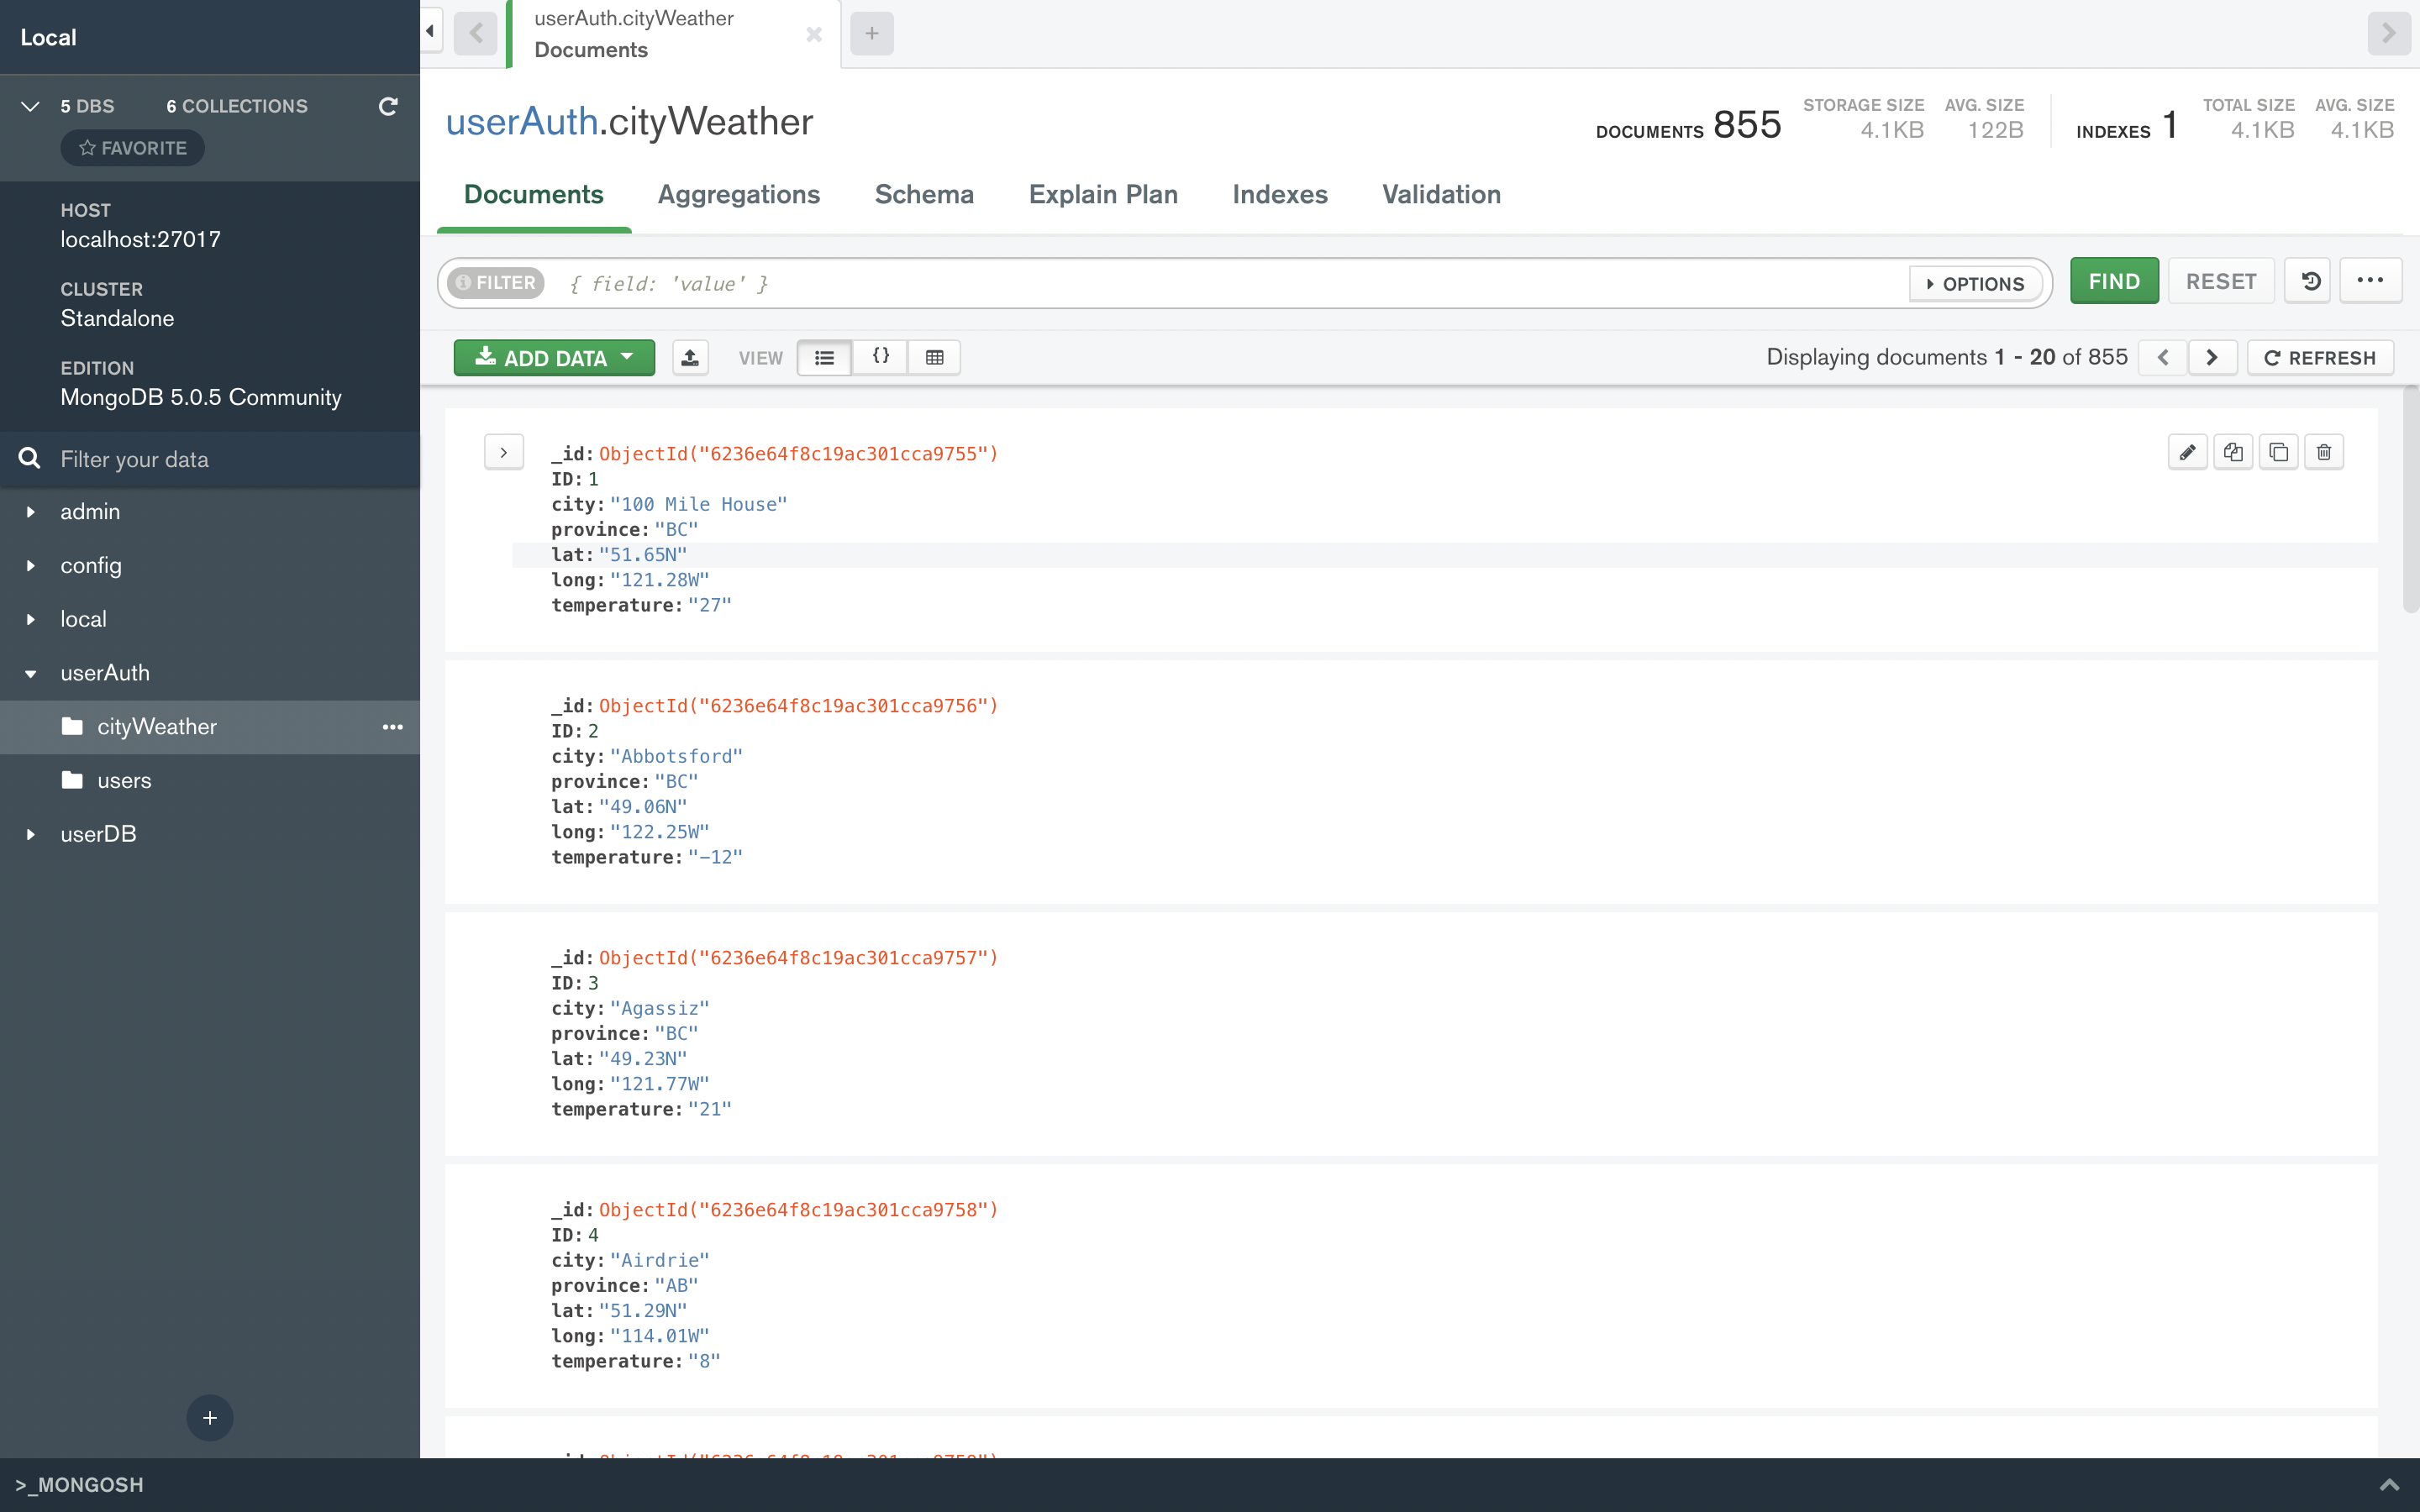 Local
5 DBS 6 COLLECTIONS
FAVORITE
HOST
localhost:27017
CLUSTER
Standalone
EDITION
MongoDB 5.0.5 Community
Filter your data
admin
config
local
userAuth
cityWeather
users
userDB
>_MONGOSH
userAuth.cityWeather
Documents
userAuth.cityWeather
DOCUMENTS 855
STORAGE SIZE
4.1KB
AVG. SIZE
122B
INDEXES 1
TOTAL SIZE
4.1KB
AVG. SIZE
4.1KB
Documents Aggregations Schema Explain Plan Indexes Validation
FILTER { field: 'value' } OPTIONS FIND RESET
ADD DATA VIEW {} Displaying documents 1 - 20 of 855 REFRESH
_id: ObjectId("6236e64f8c19ac301cca9755")
ID: 1
city: "100 Mile House"
province: "BC"
lat: "51.65N"
long: "121.28W"
temperature: "27"
_id: ObjectId("6236e64f8c19ac301cca9756")
ID: 2
city: "Abbotsford"
province: "BC"
lat: "49.06N"
long: "122.25W"
temperature: "-12"
_id: ObjectId("6236e64f8c19ac301cca9757")
ID: 3
city: "Agassiz"
province: "BC"
lat: "49.23N"
long: "121.77W"
temperature: "21"
_id: ObjectId("6236e64f8c19ac301cca9758")
ID: 4
city: "Airdrie"
province: "AB"
lat: "51.29N"
long: "114.01W"
temperature: "8"